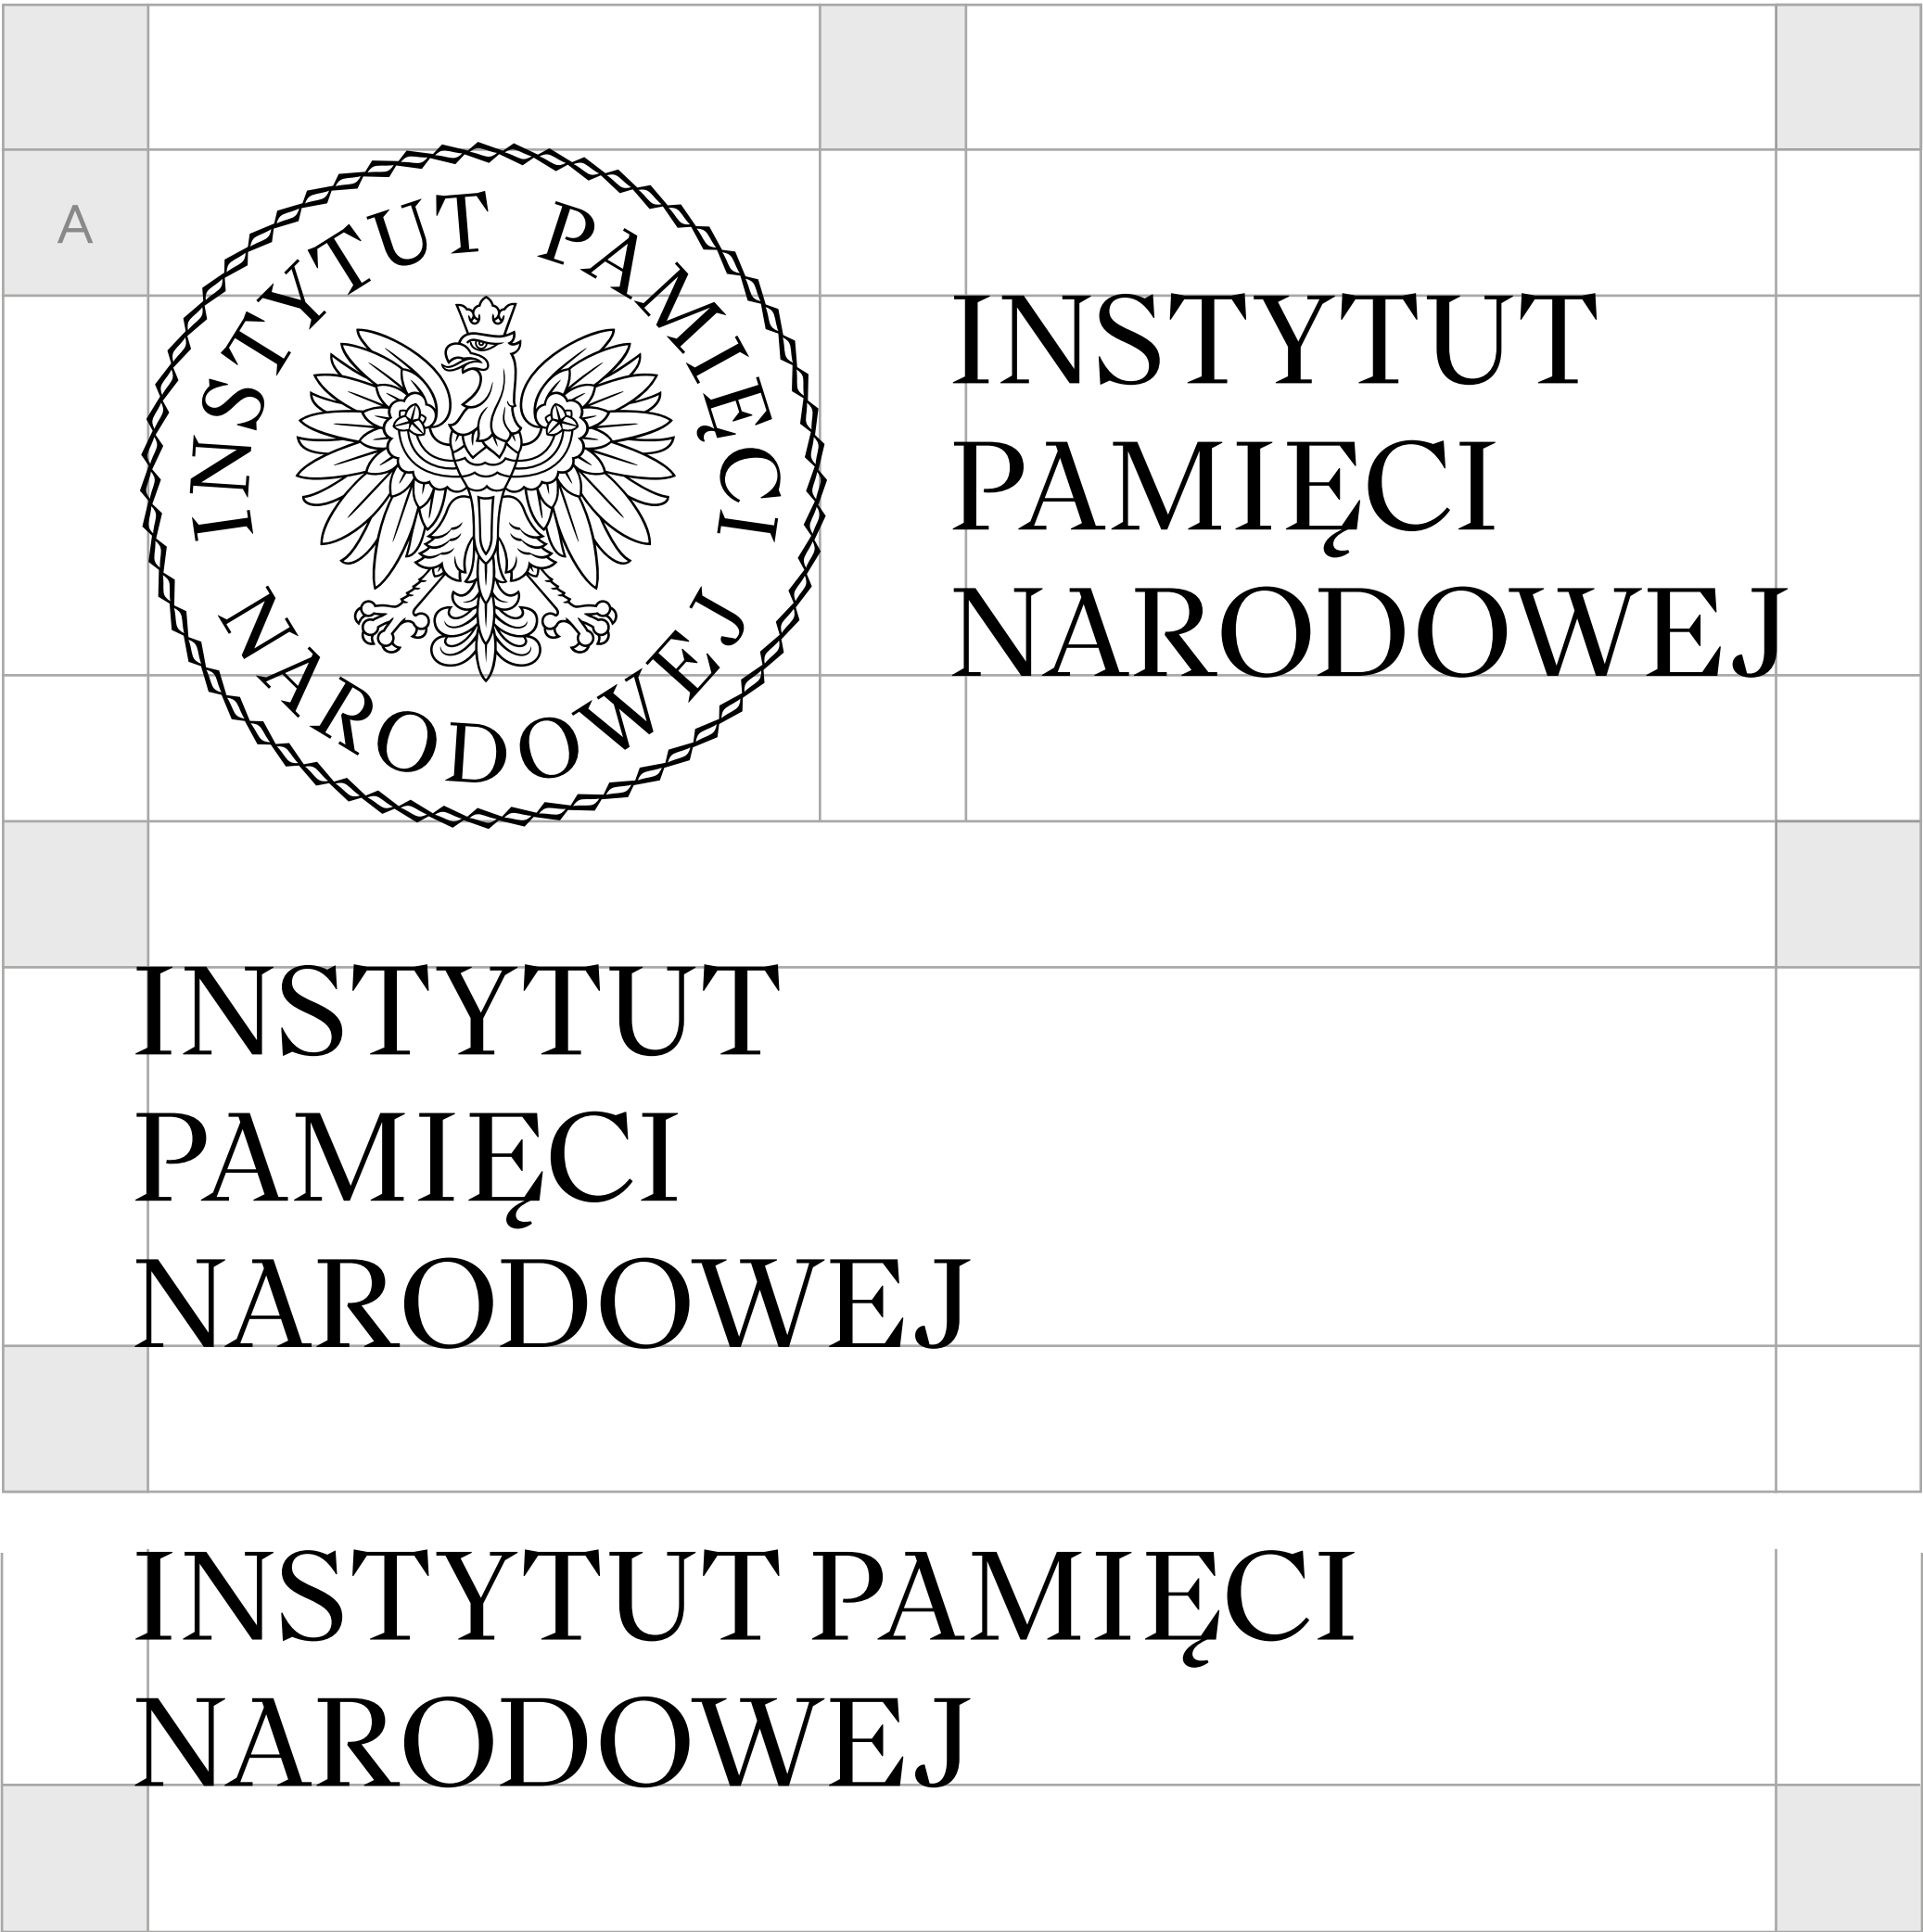 A
INSTYTUT PAMIĘCI
NARODOWEJ
INSTYTUT
PAMIĘCI
NARODOWEJ
INSTYTUT
PAMIĘCI
NARODOWEJ
INSTYTUT PAMIĘCI
NARODOWEJ